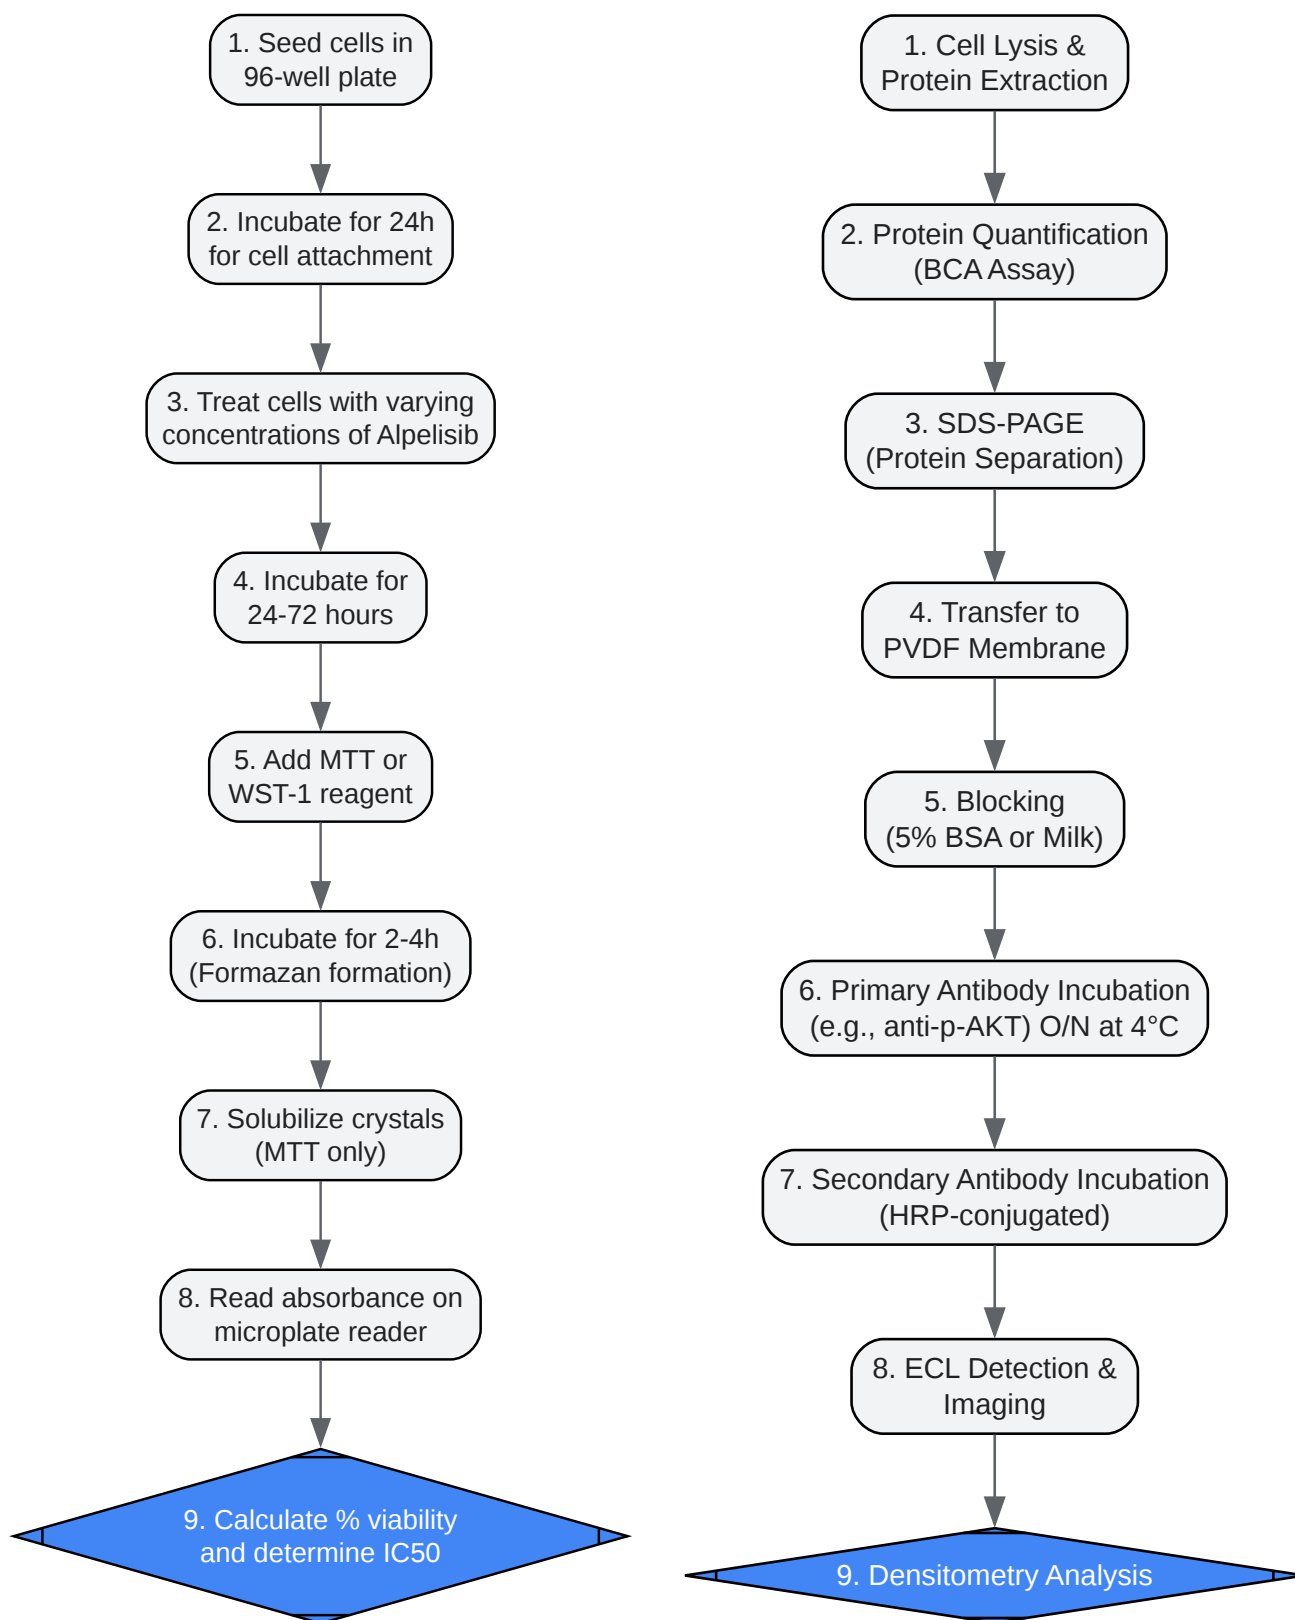 1. Seed cells in
96-well plate
2. Incubate for 24h
for cell attachment
3. Treat cells with varying
concentrations of Alpelisib
4. Incubate for
24-72 hours
5. Add MTT or
WST-1 reagent
6. Incubate for 2-4h
(Formazan formation)
7. Solubilize crystals
(MTT only)
8. Read absorbance on
microplate reader
9. Calculate % viability
and determine IC50
1. Cell Lysis &
Protein Extraction
2. Protein Quantification
(BCA Assay)
3. SDS-PAGE
(Protein Separation)
4. Transfer to
PVDF Membrane
5. Blocking
(5% BSA or Milk)
6. Primary Antibody Incubation
(e.g., anti-p-AKT) O/N at 4°C
7. Secondary Antibody Incubation
(HRP-conjugated)
8. ECL Detection &
Imaging
9. Densitometry Analysis